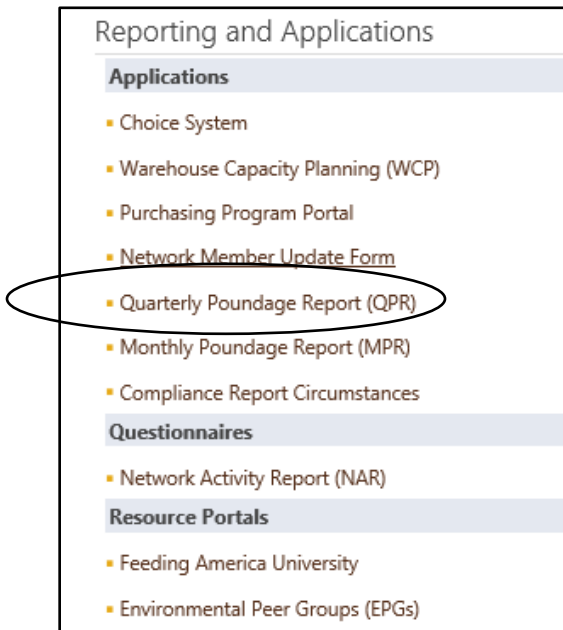 Reporting and Applications
Applications
Choice System
Warehouse Capacity Planning (WCP)
Purchasing Program Portal
Network Member Update Form
Quarterly Poundage Report (QPR)
Monthly Poundage Report (MPR)
Compliance Report Circumstances
Questionnaires
Network Activity Report (NAR)
Resource Portals
Feeding America University
Environmental Peer Groups (EPGs)